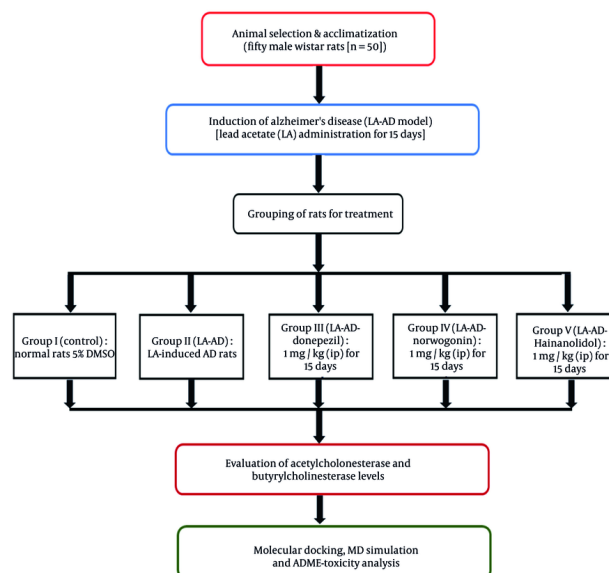 Animal selection & acclimatization
(fifty male wistar rats [n = 50])
Induction of alzheimer's disease (LA-AD model)
[lead acetate (LA) administration for 15 days]
Grouping of rats for treatment
Group I (control) :
normal rats 5% DMSO
Group II (LA-AD) :
LA-induced AD rats
Group III (LA-AD-
donepezil) :
1 mg / kg (ip) for
15 days
Group IV (LA-AD-
norwogonin) :
1 mg / kg (ip) for
15 days
Group V (LA-AD-
Hainanolidol) :
1 mg / kg (ip) for
15 days
Evaluation of acetylcholonesterase and
butyrylcholinesterase levels
Molecular docking, MD simulation
and ADME-toxicity analysis